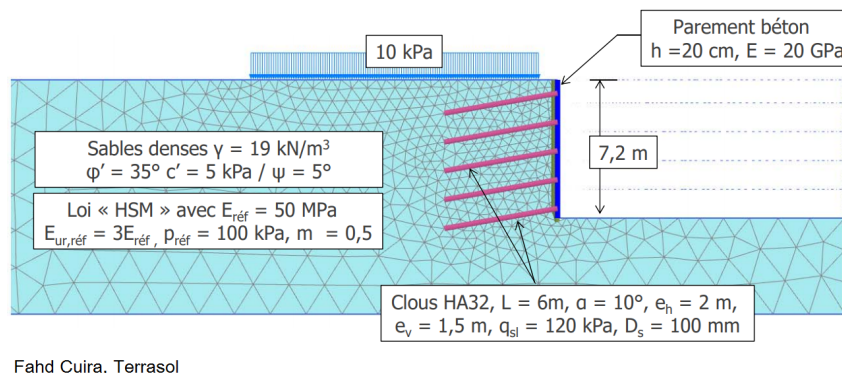 10 kPa
Parement béton
h =20 cm, E = 20 GPa
7,2 m
Sables denses γ = 19 kN/m³
φ’ = 35° c’ = 5 kPa / ψ = 5°
Loi « HSM » avec Eréf = 50 MPa
Eur,réf = 3Eréf , préf = 100 kPa, m = 0,5
Clous HA32, L = 6m, α = 10°, eh = 2 m,
ev = 1,5 m, qsl = 120 kPa, Ds = 100 mm
Fahd Cuira. Terrasol